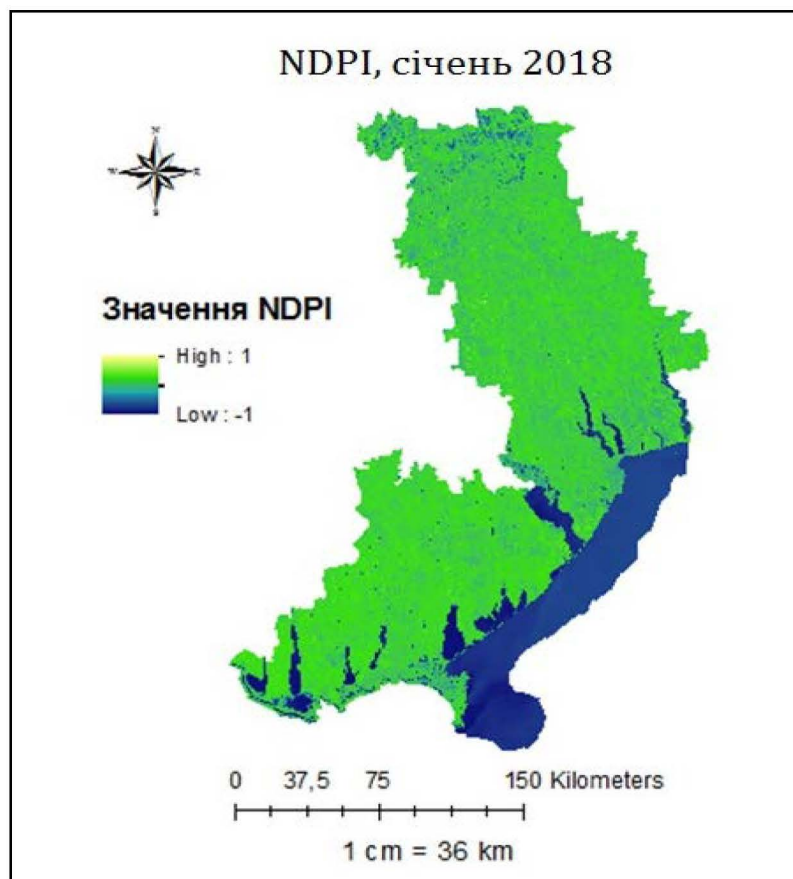 NDPI, січень 2018
N
W E
S
Значення NDPI
High : 1
Low : -1
0 37,5 75 150 Kilometers
1 cm = 36 km